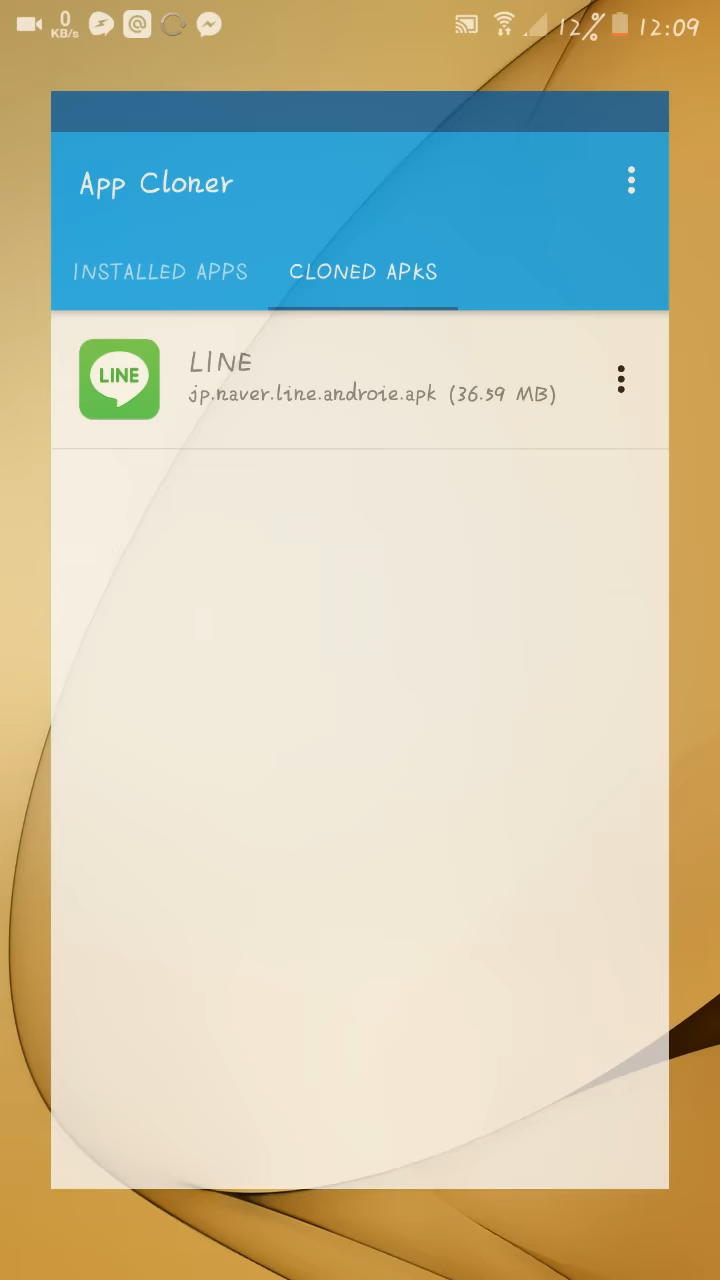 0
KB/s
12% 12:09
App Cloner
INSTALLED APPS CLONED APKS
LINE
LINE
jp.naver.line.androie.apk (36.59 MB)